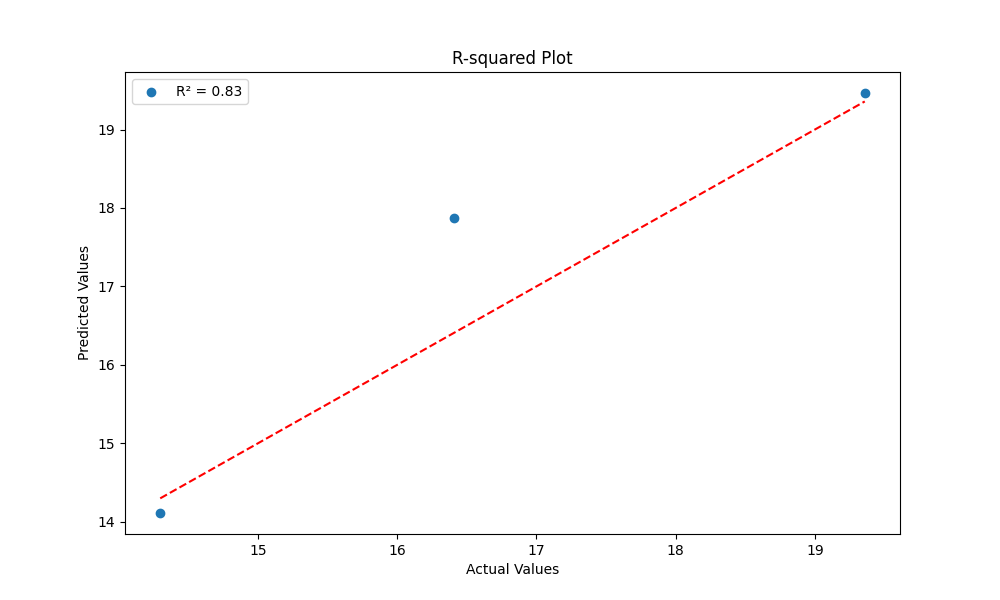 R-squared Plot
R² = 0.83
19
18
17
16
15
14
Predicted Values
15 16 17 18 19
Actual Values